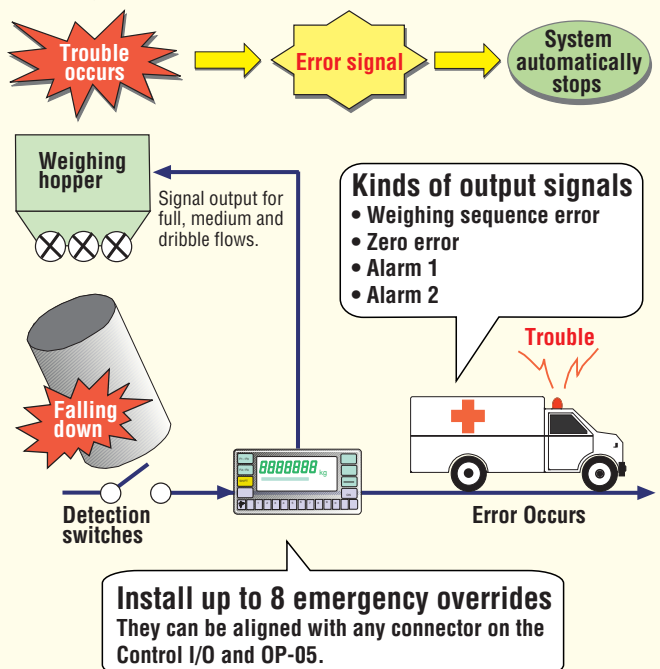 Trouble
occurs
Error signal
System
automatically
stops
Weighing
hopper
Signal output for
full, medium and
dribble flows.
Kinds of output signals
• Weighing sequence error
• Zero error
• Alarm 1
• Alarm 2
Trouble
Falling
down
8888888 kg
Detection
switches
Error Occurs
Install up to 8 emergency overrides
They can be aligned with any connector on the
Control I/O and OP-05.